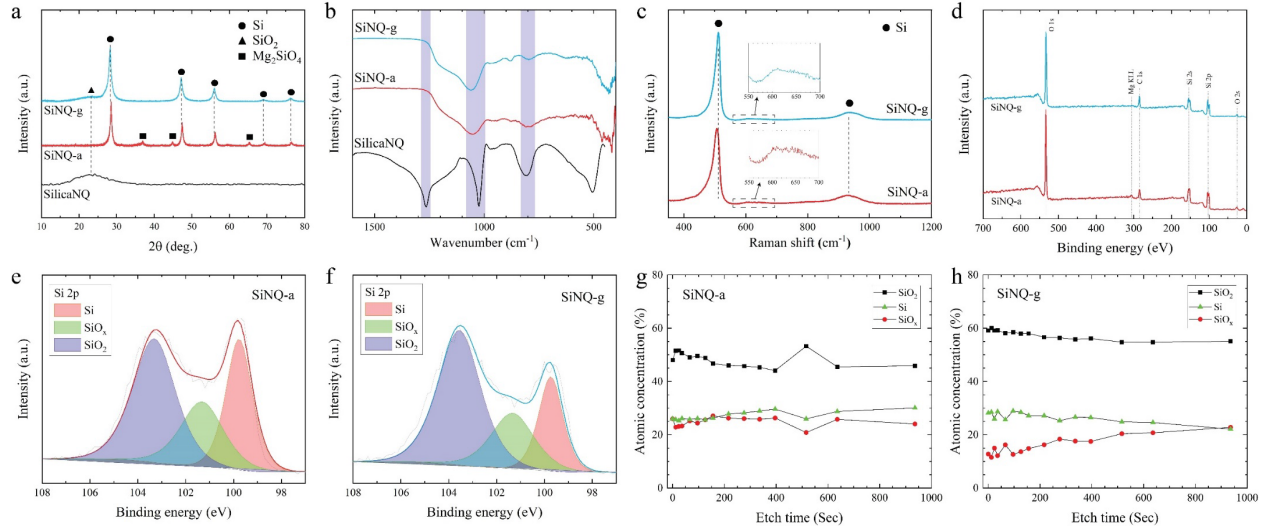 a
Si
SiO₂
Mg₂SiO₄
SiNQ-g
SiNQ-a
SilicaNQ
Intensity (a.u.)
10 20 30 40 50 60 70 80
2θ (deg.)
b
SiNQ-g
SiNQ-a
SilicaNQ
Intensity (a.u.)
1500 1000 500
Wavenumber (cm⁻¹)
c
Si
550 600 650 700
SiNQ-g
550 600 650 700
SiNQ-a
Intensity (a.u.)
400 600 800 1000 1200
Raman shift (cm⁻¹)
d
O 1s
Mg KLL
C 1s
Si 2s
Si 2p
O 2s
SiNQ-g
SiNQ-a
Intensity (a.u.)
700 600 500 400 300 200 100 0
Binding energy (eV)
e
Si 2p
Si
SiOₓ
SiO₂
SiNQ-a
Intensity (a.u.)
108 106 104 102 100 98
Binding energy (eV)
f
Si 2p
Si
SiOₓ
SiO₂
SiNQ-g
Intensity (a.u.)
108 106 104 102 100 98
Binding energy (eV)
g
SiNQ-a
SiO₂
Si
SiOₓ
Atomic concentration (%)
80
60
40
20
0
0 200 400 600 800 1000
Etch time (Sec)
h
SiNQ-g
SiO₂
Si
SiOₓ
Atomic concentration (%)
80
60
40
20
0
0 200 400 600 800 1000
Etch time (Sec)